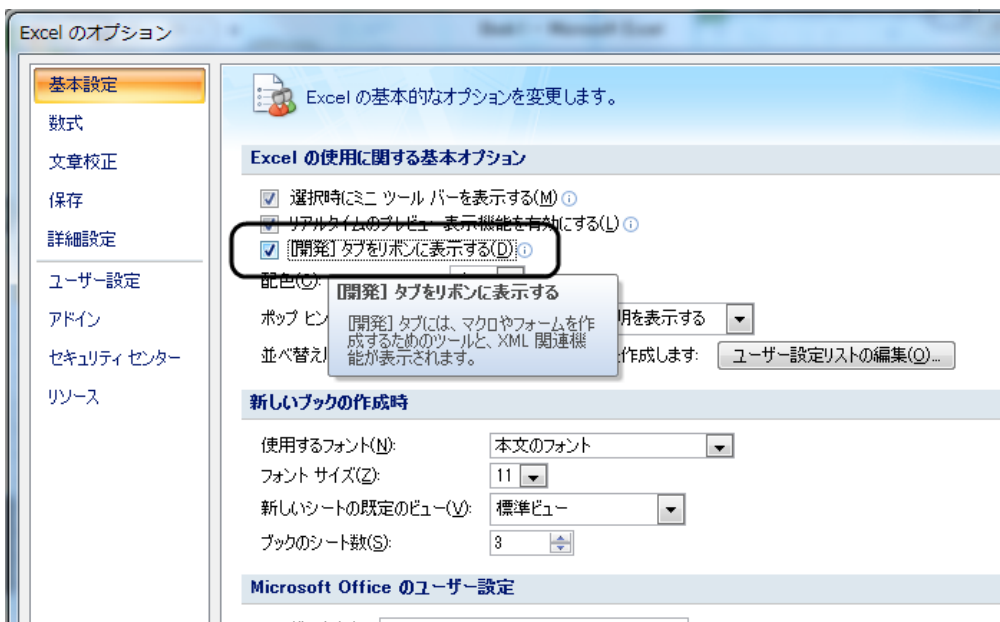 Excel のオプション
基本設定
数式
文章校正
保存
詳細設定
ユーザー設定
アドイン
セキュリティ センター
リソース
Excel の基本的なオプションを変更します。
Excel の使用に関する基本オプション
選択時にミニ ツール バーを表示する(M)
リアルタイムのプレビュー表示機能を有効にする(L)
[開発] タブをリボンに表示する(D)
配色(C):
[開発] タブをリボンに表示する
[開発] タブには、マクロやフォームを作
成するためのツールと、XML 関連機
能が表示されます。
ポップ ヒン 明を表示する
並べ替え 作成します: ユーザー設定リストの編集(O)...
新しいブックの作成時
使用するフォント(N): 本文のフォント
フォント サイズ(Z): 11
新しいシートの既定のビュー(V): 標準ビュー
ブックのシート数(S): 3
Microsoft Office のユーザー設定